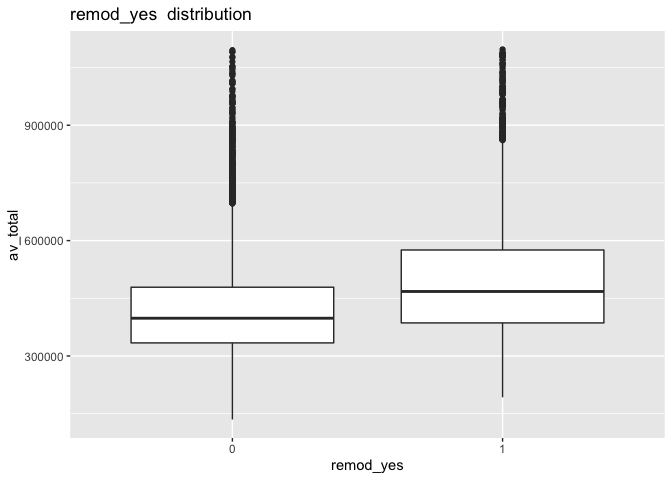 remod_yes distribution
900000
600000
300000
av_total
0
1
remod_yes